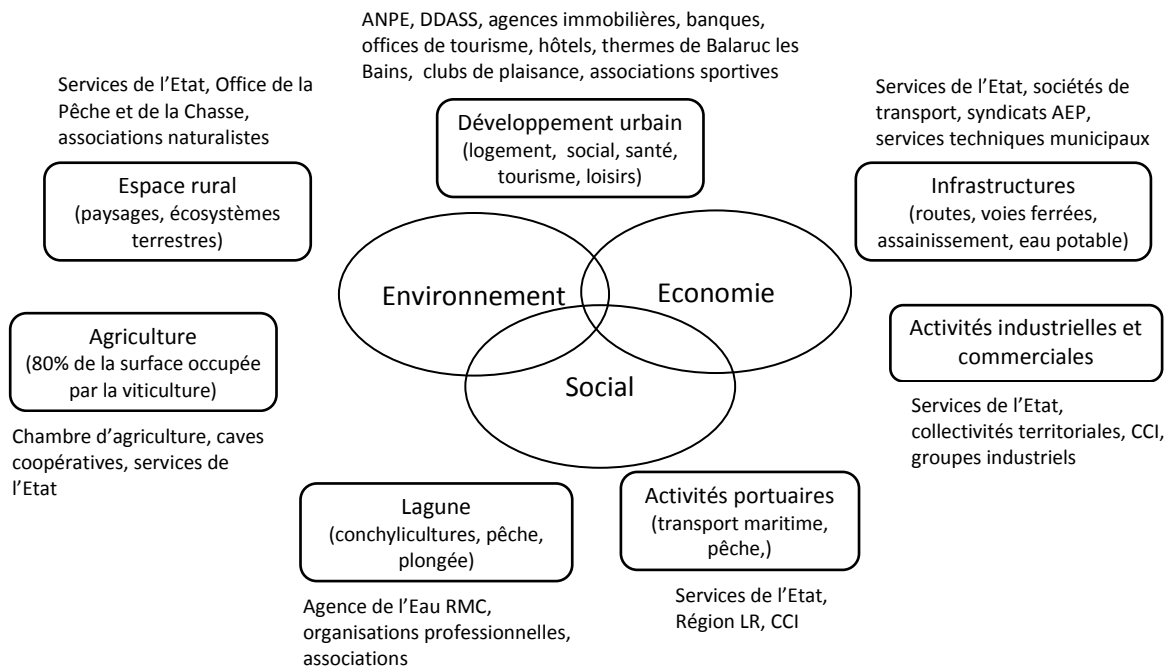 ANPE, DDASS, agences immobilières, banques,
offices de tourisme, hôtels, thermes de Balaruc les
Bains, clubs de plaisance, associations sportives
Services de l'Etat, Office de la
Pêche et de la Chasse,
associations naturalistes
Services de l'Etat, sociétés de
transport, syndicats AEP,
services techniques municipaux
Développement urbain
(logement, social, santé,
tourisme, loisirs)
Espace rural
(paysages, écosystèmes
terrestres)
Infrastructures
(routes, voies ferrées,
assainissement, eau potable)
Environnement
Economie
Social
Agriculture
(80% de la surface occupée
par la viticulture)
Activités industrielles et
commerciales
Chambre d'agriculture, caves
coopératives, services de
l'Etat
Services de l'Etat,
collectivités territoriales, CCI,
groupes industriels
Lagune
(conchylicultures, pêche,
plongée)
Activités portuaires
(transport maritime,
pêche,)
Agence de l'Eau RMC,
organisations professionnelles,
associations
Services de l'Etat,
Région LR, CCI